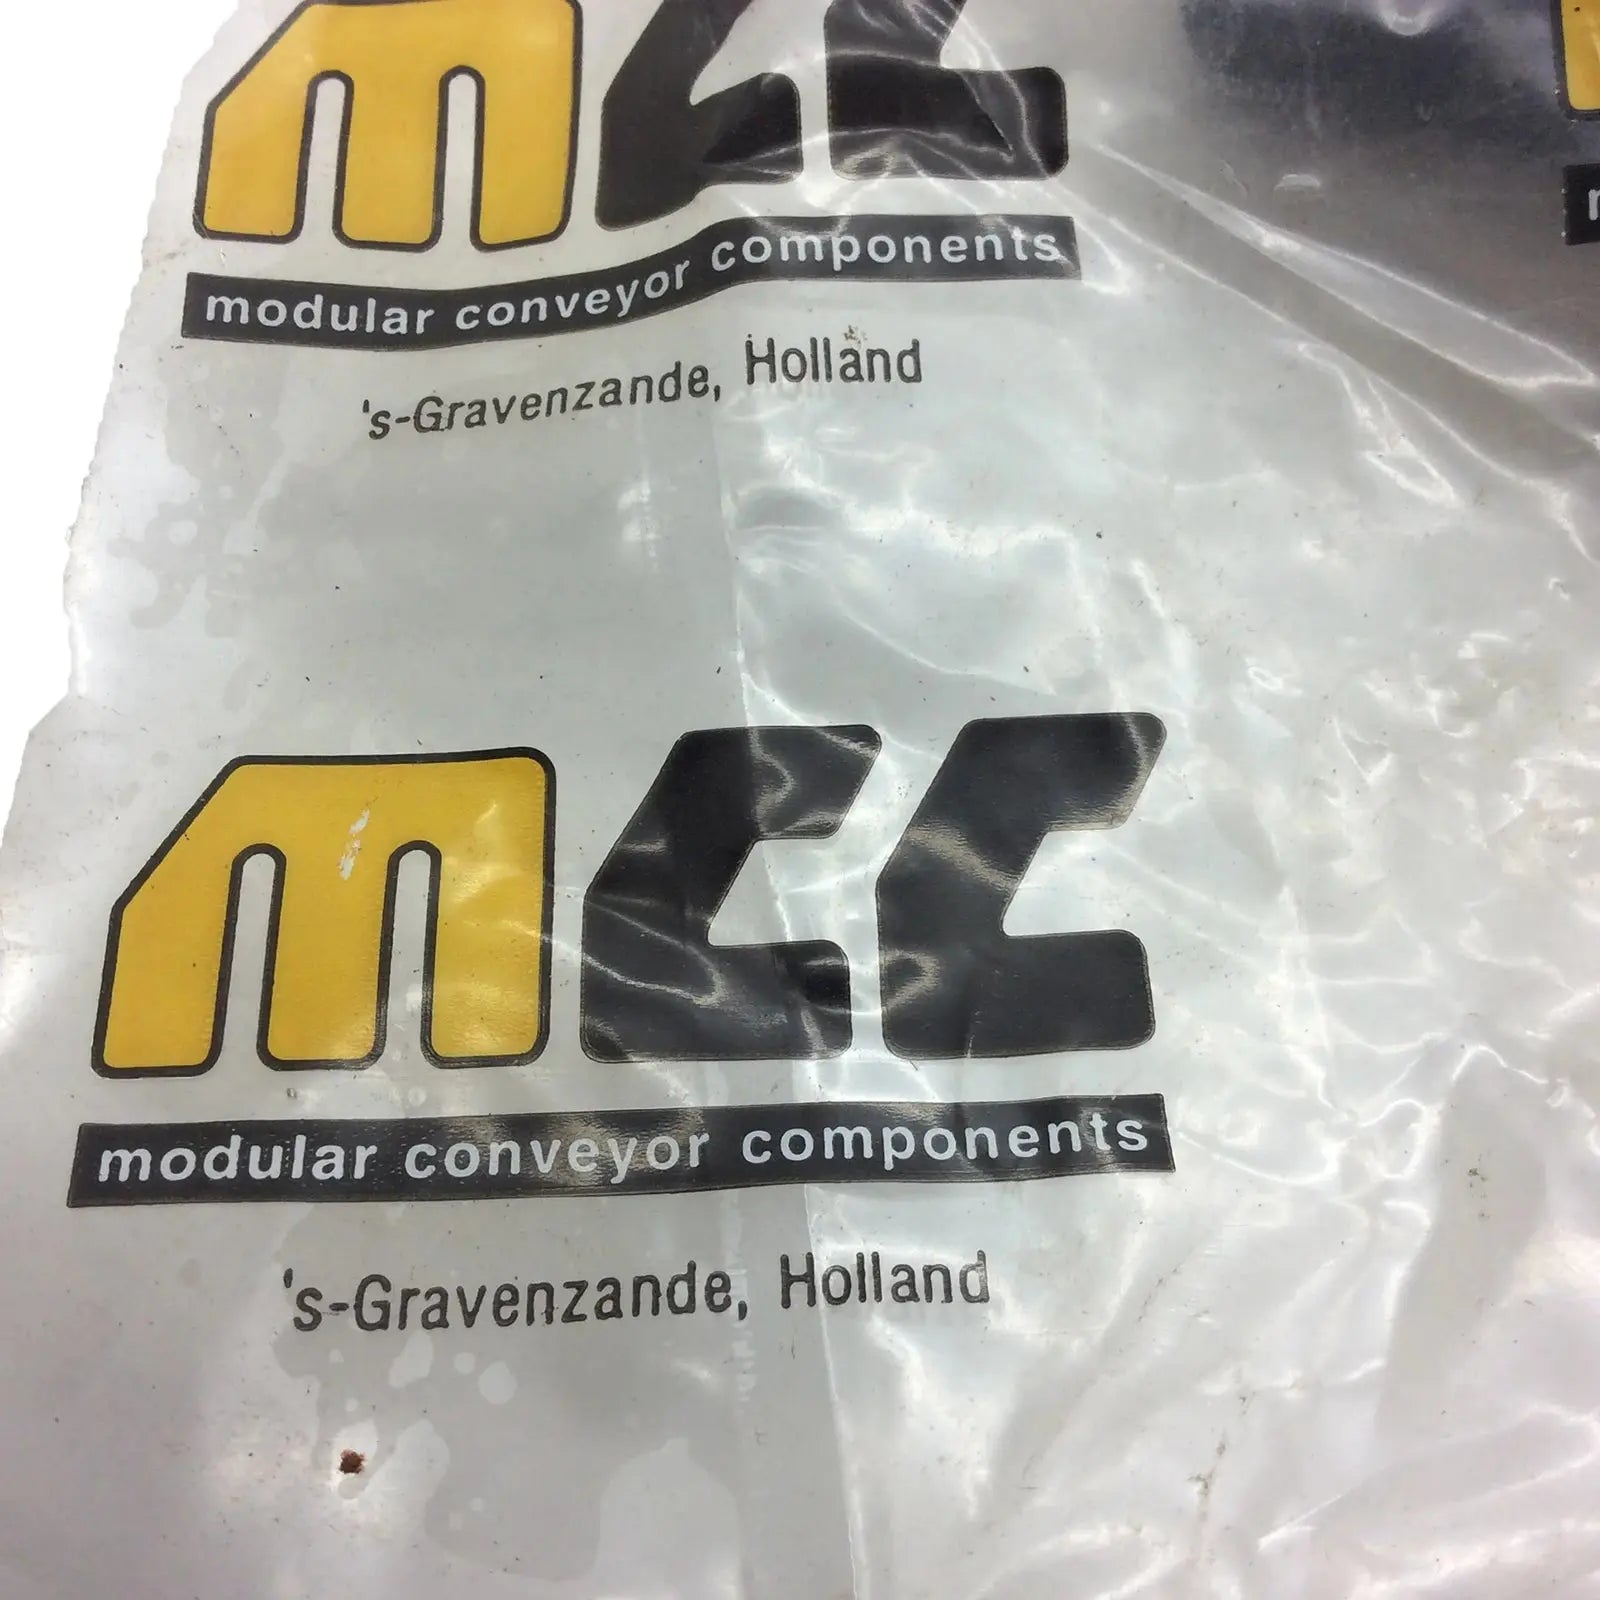 mcc
modular conveyor components
's-Gravenzande, Holland
mcc
modular conveyor components
's-Gravenzande, Holland